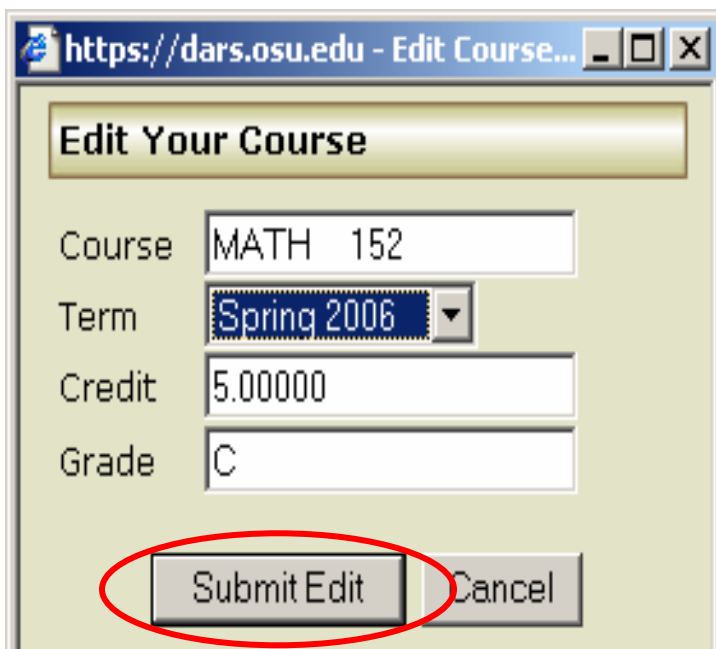 https://dars.osu.edu - Edit Course...
Edit Your Course
Course MATH 152
Term Spring 2006
Credit 5.00000
Grade C
Submit Edit Cancel